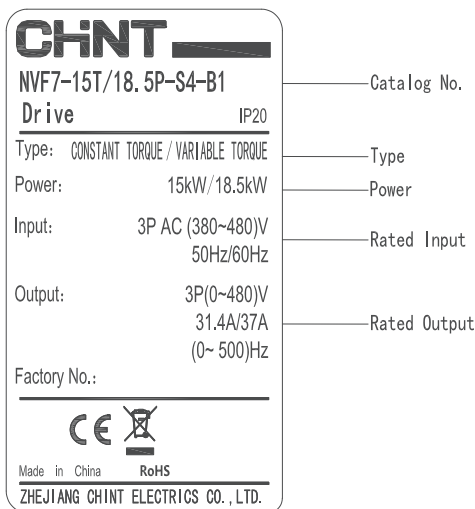 CHNT
NVF7-15T/18.5P-S4-B1
Catalog No.
Drive IP20
Type: CONSTANT TORQUE / VARIABLE TORQUE
Type
Power: 15kW/18.5kW
Power
Input: 3P AC (380~480)V
Rated Input
50Hz/60Hz
Output: 3P(0~480)V
31.4A/37A
Rated Output
(0~ 500)Hz
Factory No.:
CE
Made in China RoHS
ZHEJIANG CHINT ELECTRICS CO.,LTD.